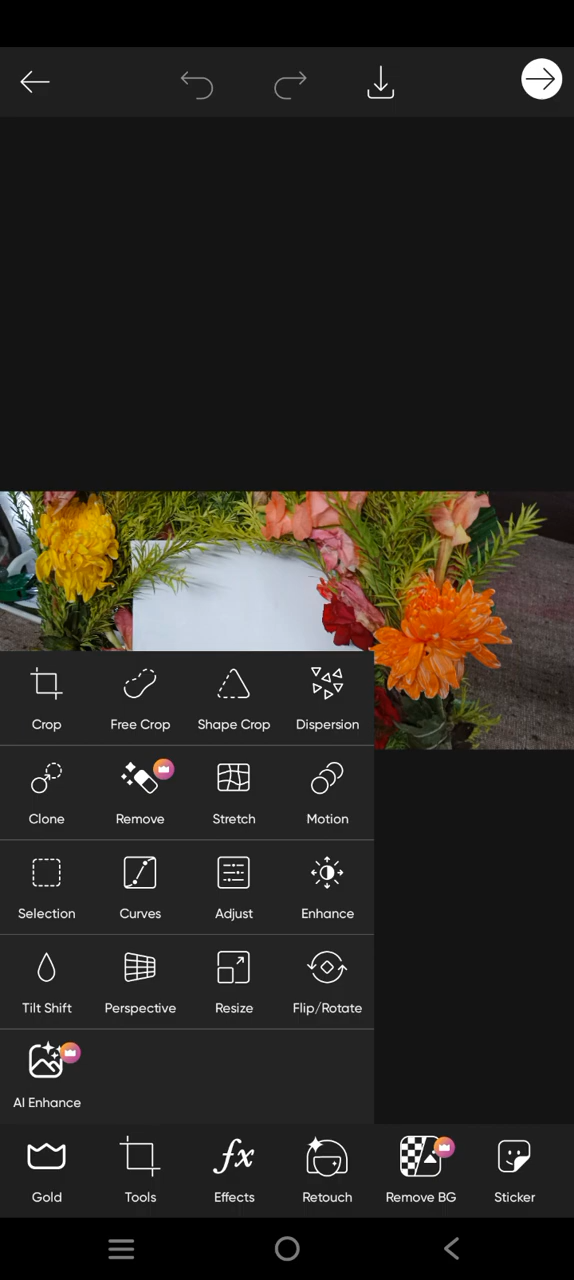 Crop Free Crop Shape Crop Dispersion
Clone Remove Stretch Motion
Selection Curves Adjust Enhance
Tilt Shift Perspective Resize Flip/Rotate
AI Enhance
Gold Tools Effects Retouch Remove BG Sticker